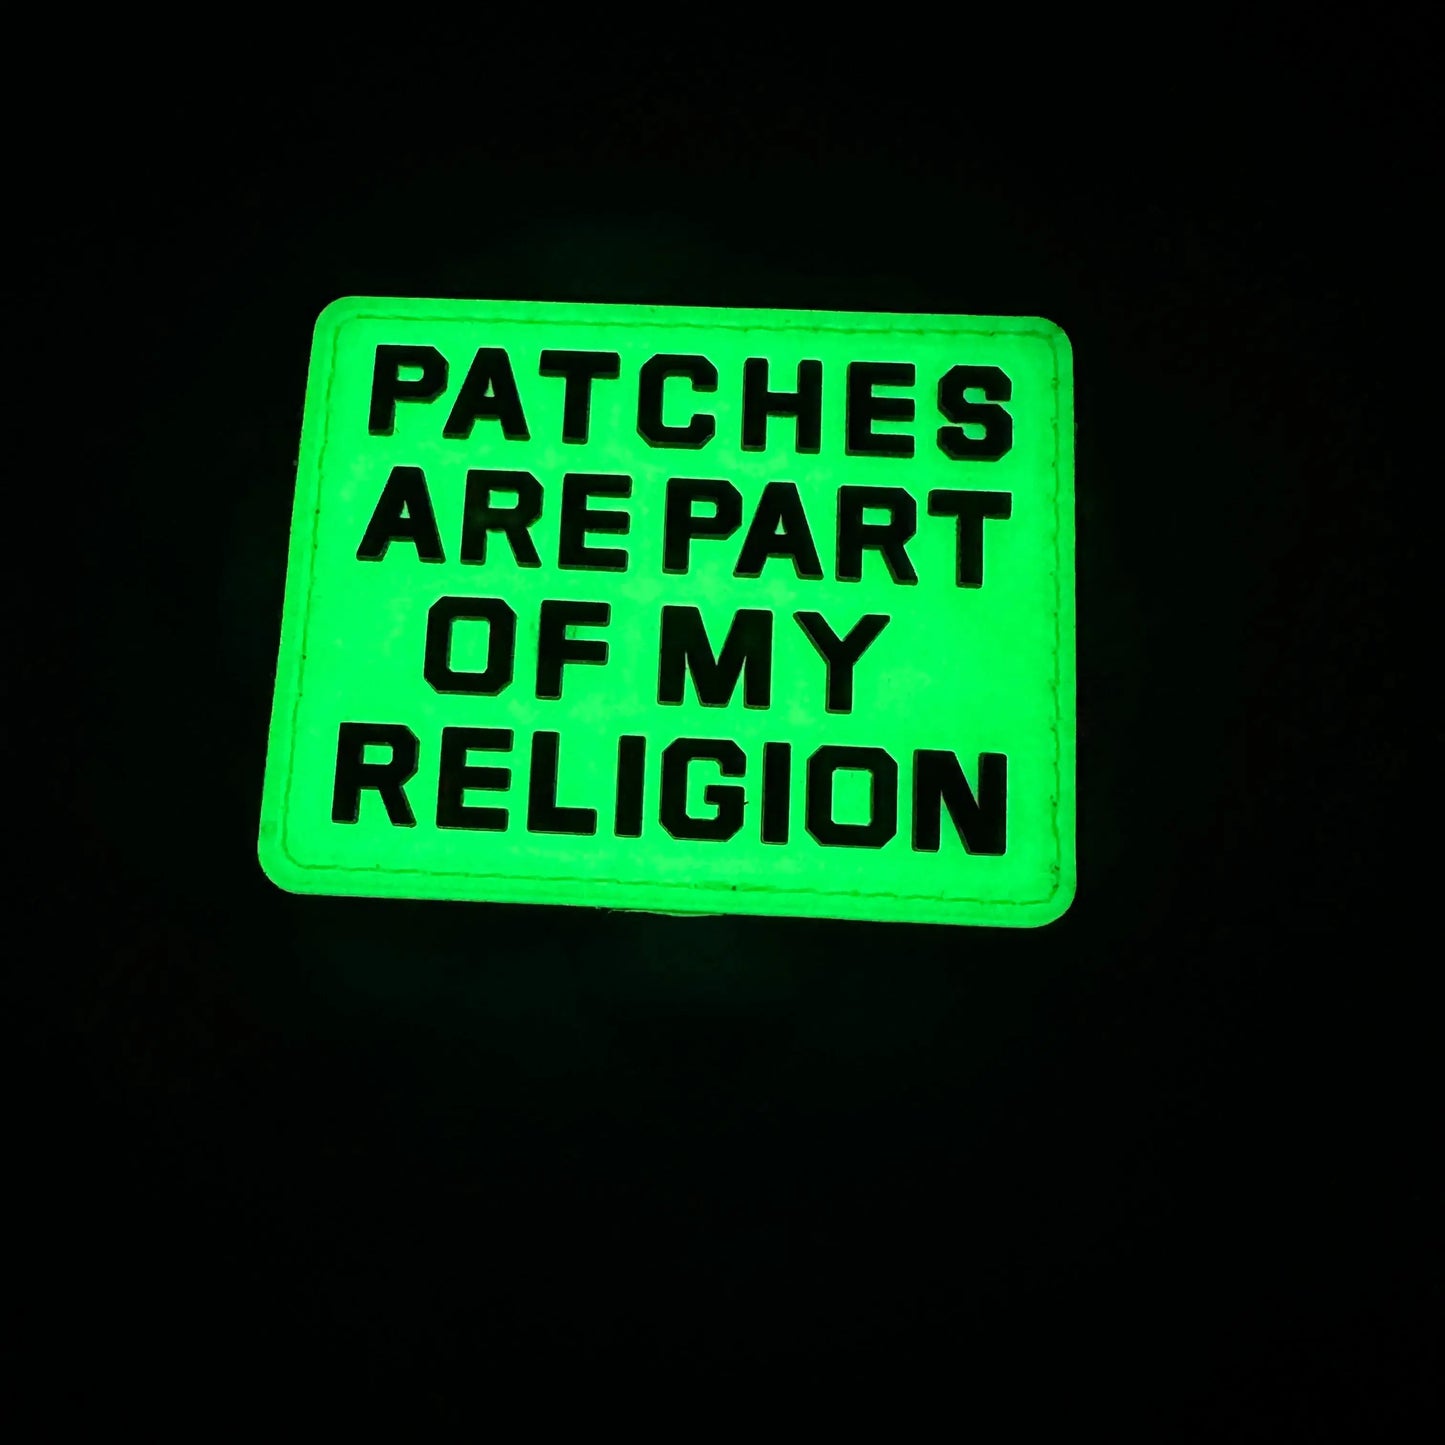 PATCHES
ARE PART
OF MY
RELIGION